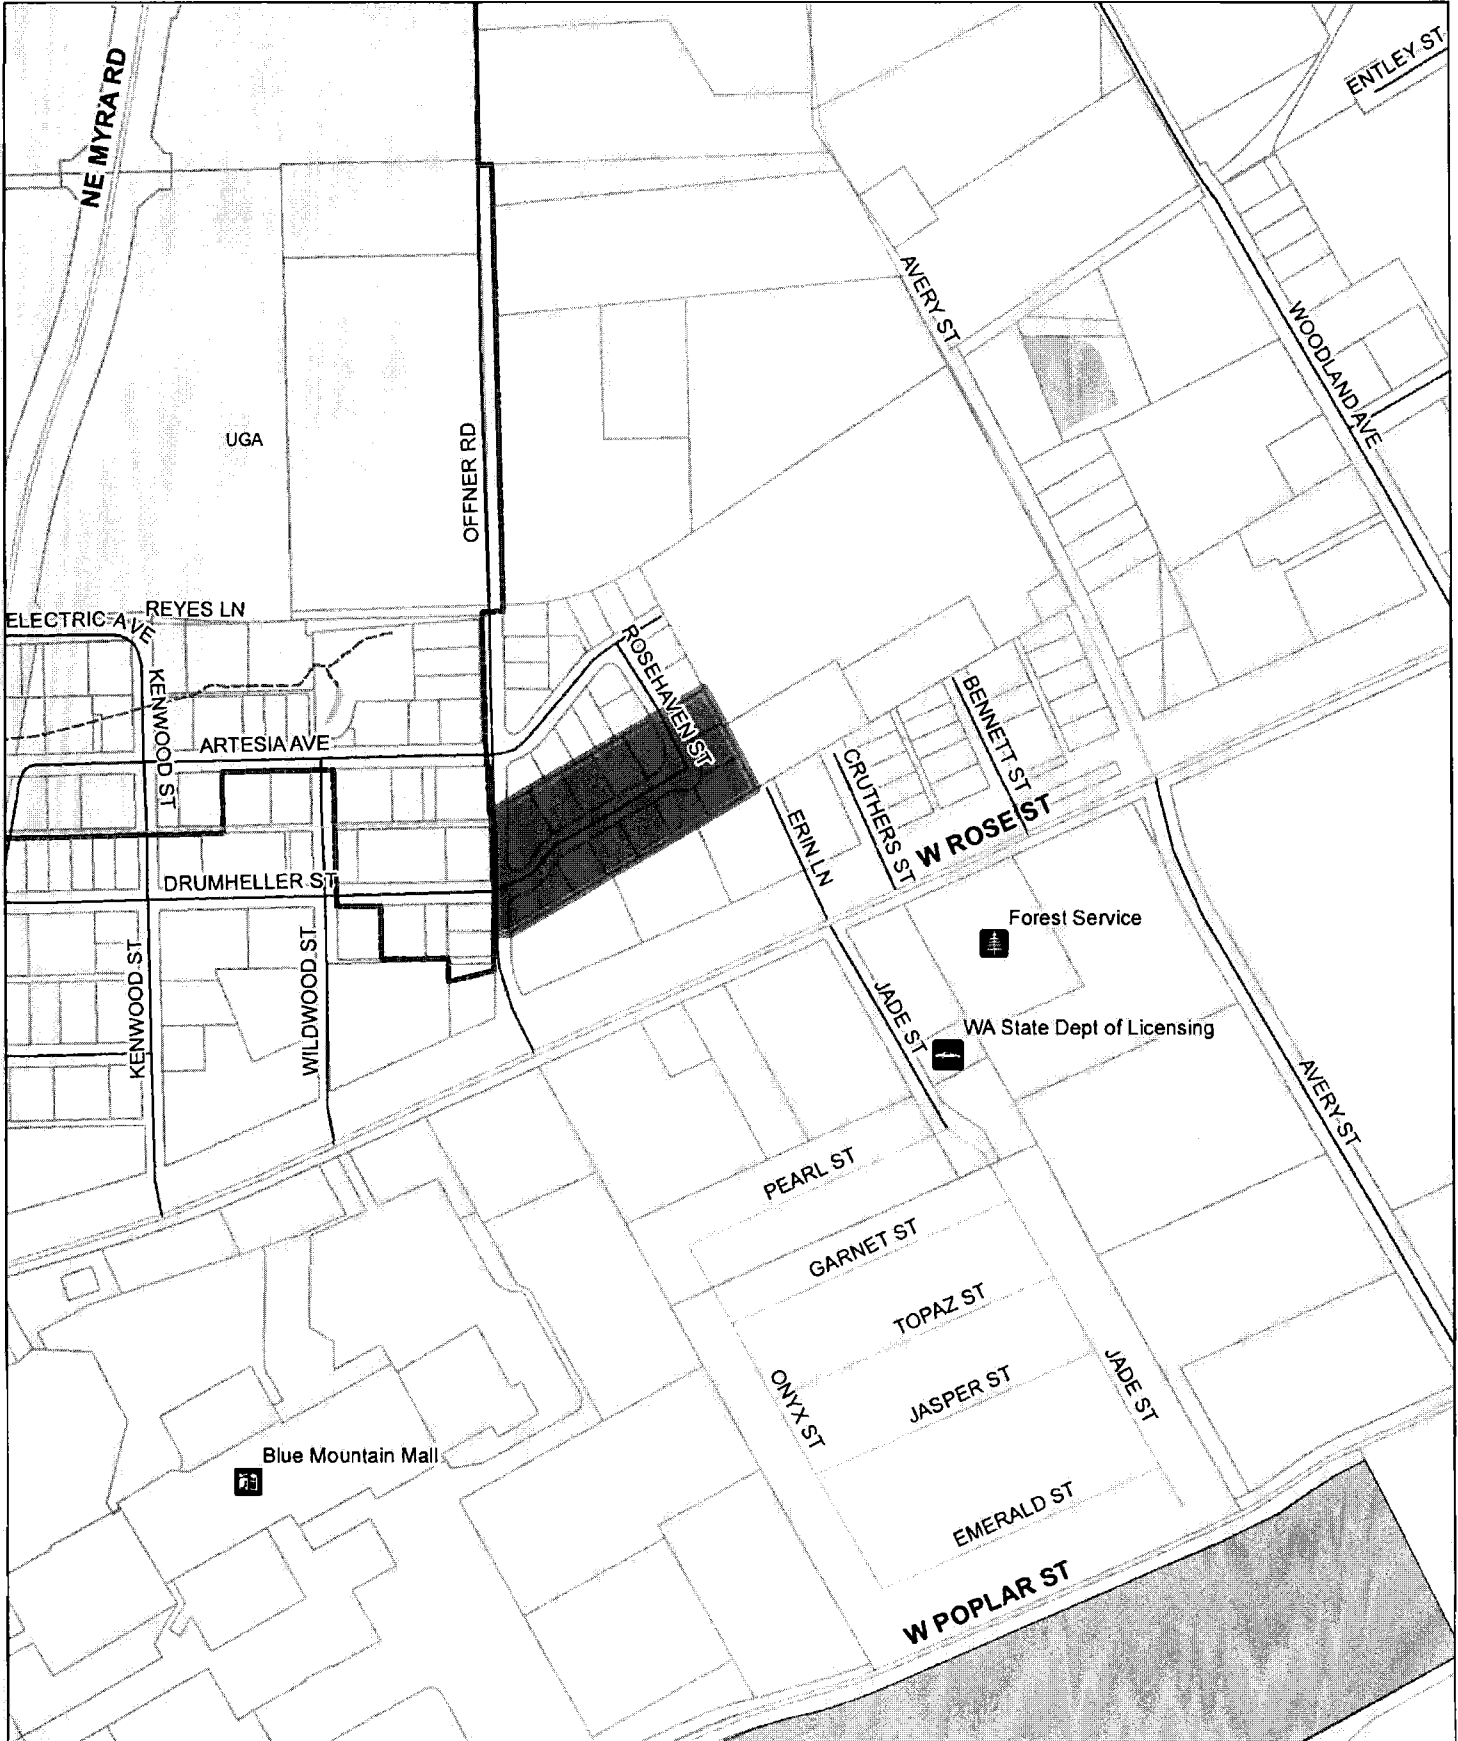 NE MYRA RD
ENTLEY ST
AVERY ST
WOODLAND AVE
UGA
OFFNER RD
ELECTRIC AVE
REYES LN
KENWOOD ST
ROSEHAVEN ST
ARTESIA AVE
BENNETT ST
CRUTHERS ST
ERIN LN
W ROSE ST
DRUMHELLER ST
Forest Service
KENWOOD ST
WILDWOOD ST
JADE ST
WA State Dept of Licensing
AVERY ST
PEARL ST
GARNET ST
TOPAZ ST
ONYX ST
JASPER ST
JADE ST
Blue Mountain Mall
EMERALD ST
W POPLAR ST